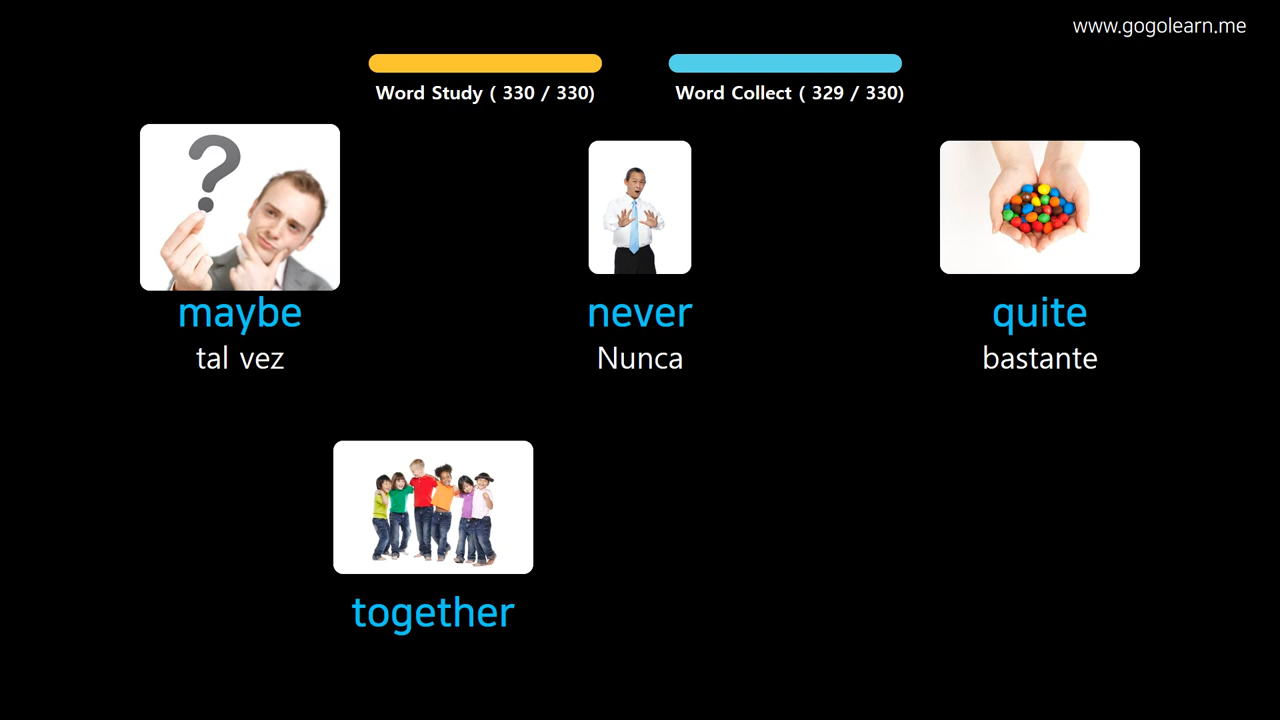 www.gogolearn.me
Word Study ( 330 / 330)
Word Collect ( 329 / 330)
maybe
tal vez
never
Nunca
quite
bastante
together